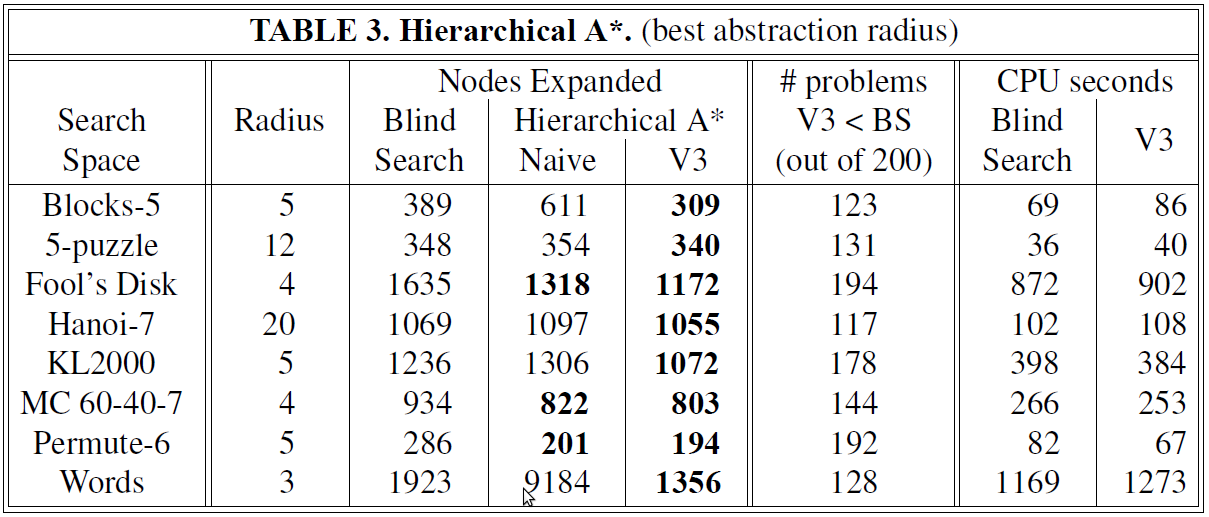 TABLE 3. Hierarchical A*. (best abstraction radius)
Nodes Expanded # problems CPU seconds
Search Radius Blind Hierarchical A* V3 < BS Blind V3
Space Search Naive V3 (out of 200) Search
Blocks-5 5 389 611 309 123 69 86
5-puzzle 12 348 354 340 131 36 40
Fool's Disk 4 1635 1318 1172 194 872 902
Hanoi-7 20 1069 1097 1055 117 102 108
KL2000 5 1236 1306 1072 178 398 384
MC 60-40-7 4 934 822 803 144 266 253
Permute-6 5 286 201 194 192 82 67
Words 3 1923 9184 1356 128 1169 1273